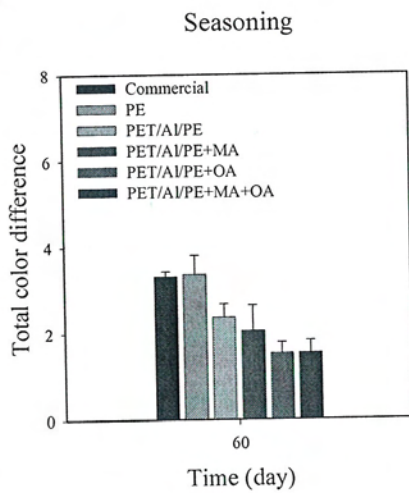 Seasoning
8
6
4
2
0
Commercial
PE
PET/Al/PE
PET/Al/PE+MA
PET/Al/PE+OA
PET/Al/PE+MA+OA
Total color difference
60
Time (day)